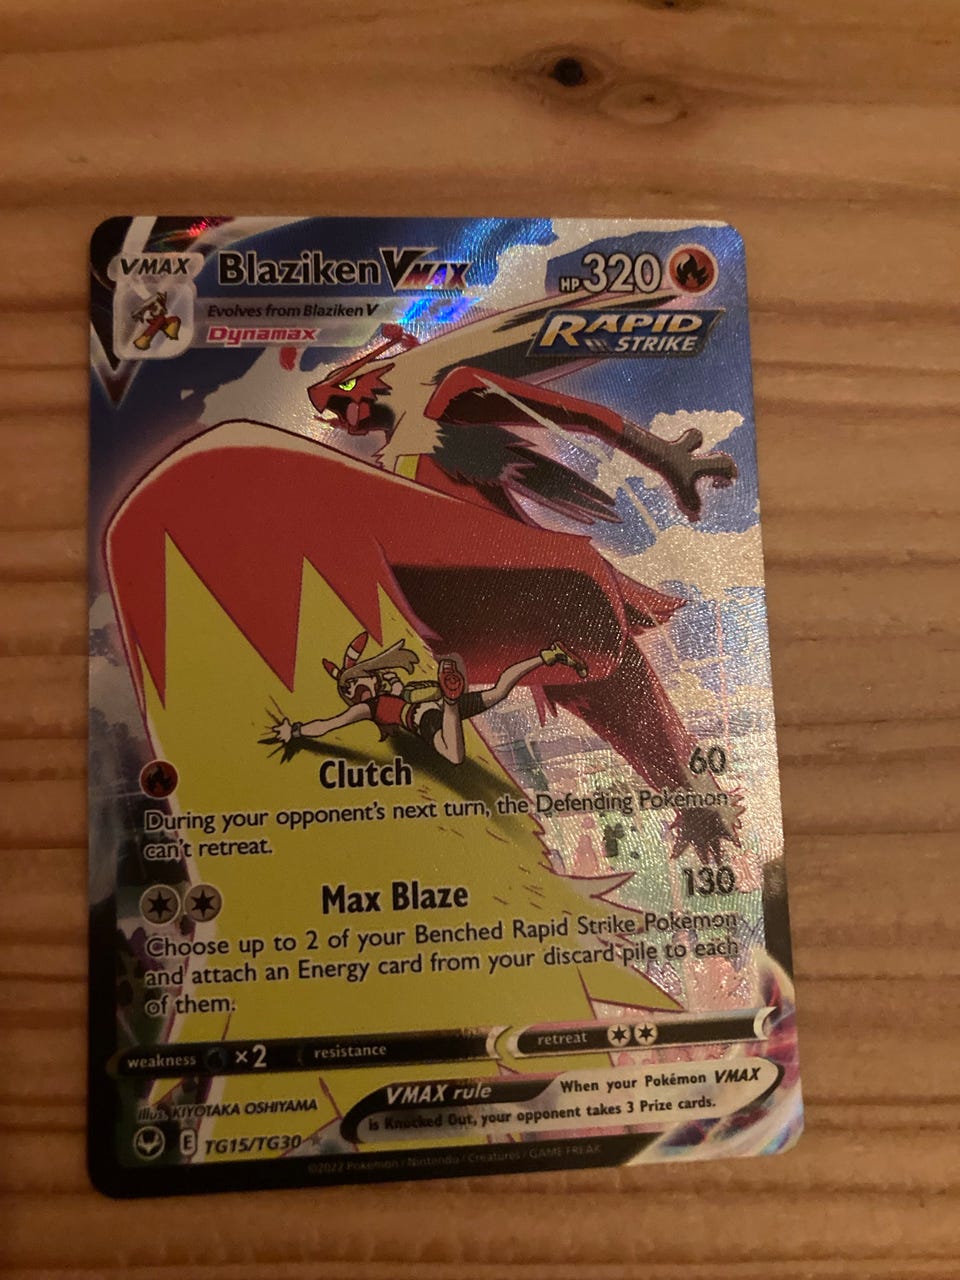 VMAX
Blaziken VMAX
HP 320
Evolves from Blaziken V
Dynamax
RAPID
STRIKE
Clutch 60
During your opponent's next turn, the Defending Pokémon
can't retreat.
Max Blaze 130
Choose up to 2 of your Benched Rapid Strike Pokémon
and attach an Energy card from your discard pile to each
of them.
weakness ×2 resistance retreat
VMAX rule When your Pokémon VMAX
is Knocked Out, your opponent takes 3 Prize cards.
Illus. KIYOTAKA OSHIYAMA
E TG15/TG30
©2022 Pokémon / Nintendo / Creatures / GAME FREAK